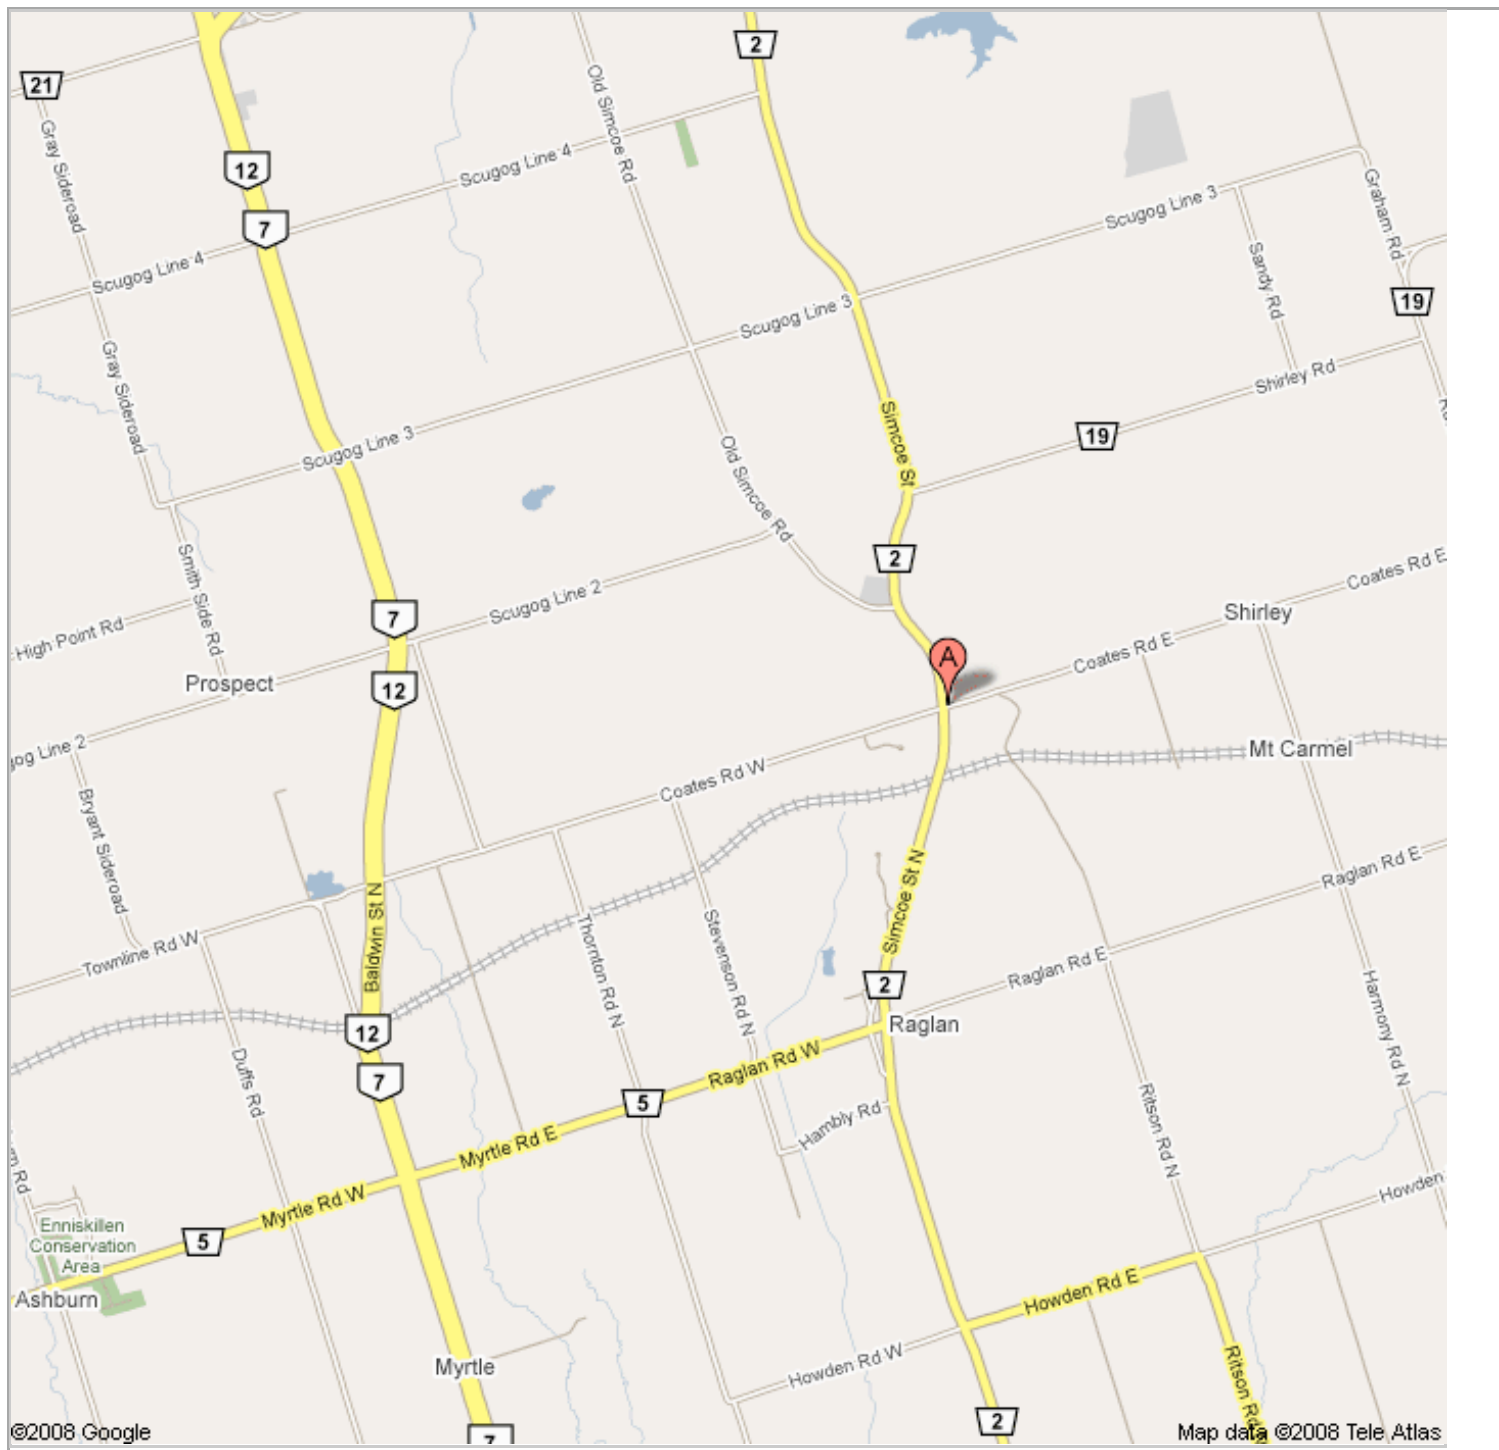 2
21
Old Simcoe Rd
Gray Sideroad
12
Scugog Line 4
7
Scugog Line 4
Scugog Line 3
Graham Rd
Sandy Rd
19
Scugog Line 3
Gray Sideroad
Shirley Rd
Simcoe St
19
Scugog Line 3
Old Simcoe Rd
2
Smith Side Rd
Coates Rd E
Scugog Line 2
7
Shirley
High Point Rd
A
Coates Rd E
Prospect
12
gog Line 2
Mt Carmel
Coates Rd W
Bryant Sideroad
Raglan Rd E
Simcoe St N
Baldwin St N
Townline Rd W
Thornton Rd N
Stevenson Rd N
Raglan Rd E
2
Raglan
Harmony Rd N
12
Duffs Rd
7
Raglan Rd W
5
Hambly Rd
Ritson Rd N
Myrtle Rd E
Howden
Myrtle Rd W
5
Enniskillen
Conservation
Area
Ashburn
Howden Rd E
Myrtle
Howden Rd W
Ritson Rd
2
7
©2008 Google
Map data ©2008 Tele Atlas